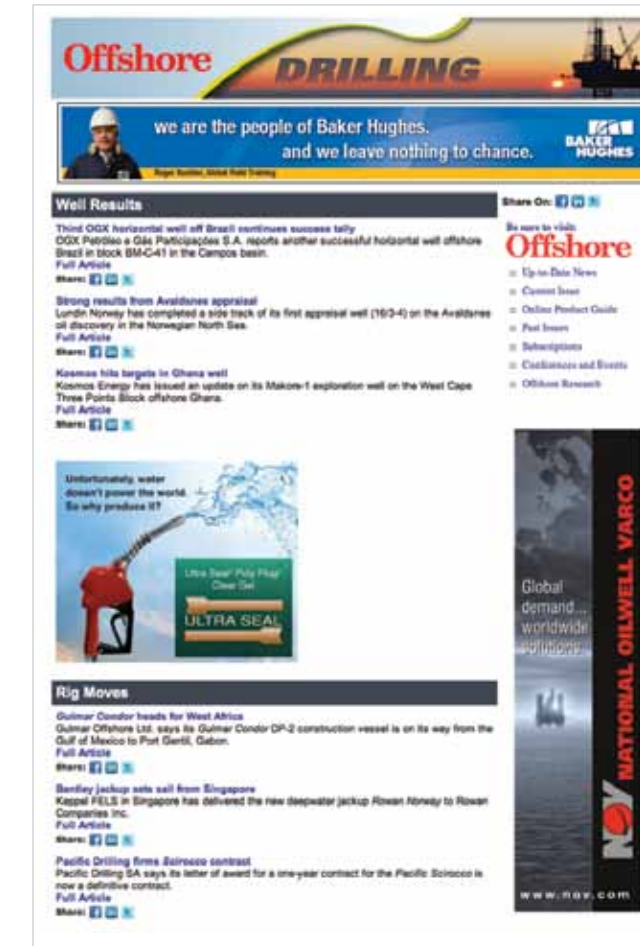 Offshore
DRILLING
we are the people of Baker Hughes.
and we leave nothing to chance.
BAKER
HUGHES
Well Results
Third OGX horizontal well off Brazil continues success tally
OGX Petróleo e Gás Participações S.A. reports another successful horizontal well offshore
Brazil in block BM-C-41 in the Campos basin.
Full Article
Share:
Strong results from Avaldsnes appraisal
Lundin Norway has completed a side track of its first appraisal well (16/3-4) on the Avaldsnes
oil discovery in the Norwegian North Sea.
Full Article
Share:
Kosmos hits targets in Ghana well
Kosmos Energy has issued an update on its Makore-1 exploration well on the West Cape
Three Points Block offshore Ghana.
Full Article
Share:
Share On:
Be sure to visit:
Offshore
Up-to-Date News
Current Issue
Online Product Guide
Past Issues
Subscriptions
Conferences and Events
Offshore Research
Unfortunately, water
doesn't power the world.
So why produce it?
Ultra Seal® Poly Plug®
Clear Gel
ULTRA SEAL
Global
demand...
worldwide
solutions
NATIONAL OILWELL VARCO
NOV
www.nov.com
Rig Moves
Gulmar Condor heads for West Africa
Gulmar Offshore Ltd. says its Gulmar Condor DP-2 construction vessel is on its way from the
Gulf of Mexico to Port Gentil, Gabon.
Full Article
Share:
Bentley jackup sets sail from Singapore
Keppel FELS in Singapore has delivered the new deepwater jackup Rowan Norway to Rowan
Companies Inc.
Full Article
Share:
Pacific Drilling firms Scirocco contract
Pacific Drilling SA says its letter of award for a one-year contract for the Pacific Scirocco is
now a definitive contract.
Full Article
Share: